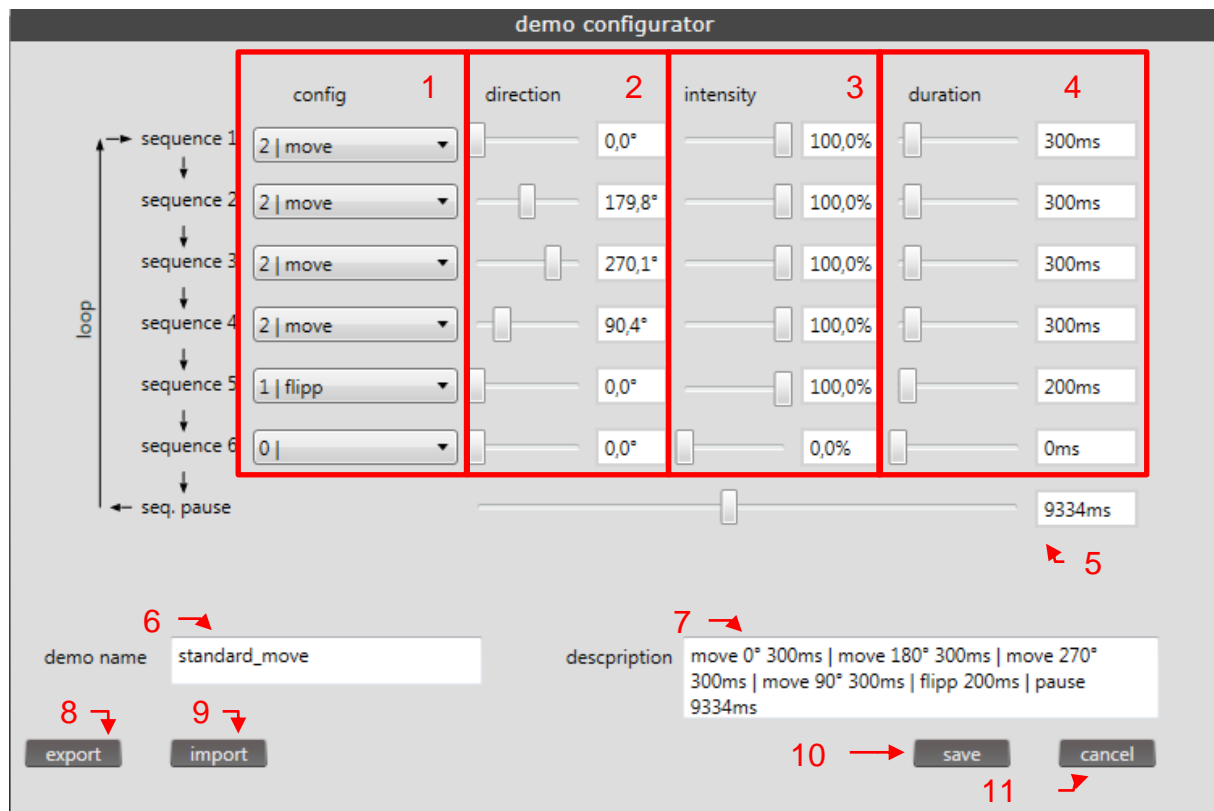 demo configurator
config 1 direction 2 intensity 3 duration 4
sequence 1 2 | move 0,0° 100,0% 300ms
sequence 2 2 | move 179,8° 100,0% 300ms
sequence 3 2 | move 270,1° 100,0% 300ms
sequence 4 2 | move 90,4° 100,0% 300ms
loop
sequence 5 1 | flipp 0,0° 100,0% 200ms
sequence 6 0 | 0,0° 0,0% 0ms
seq. pause 9334ms
5
6 7
demo name standard_move descpription move 0° 300ms | move 180° 300ms | move 270°
300ms | move 90° 300ms | flipp 200ms | pause
9334ms
8 9
export import 10 save cancel
11